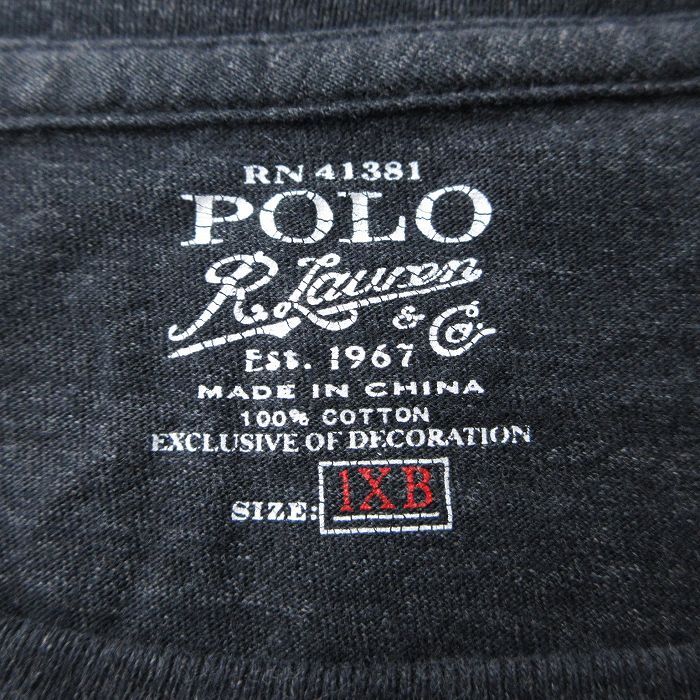 RN 41381
POLO
R. Lauren
& Co.
EST. 1967
MADE IN CHINA
100% COTTON
EXCLUSIVE OF DECORATION
SIZE: 1XB